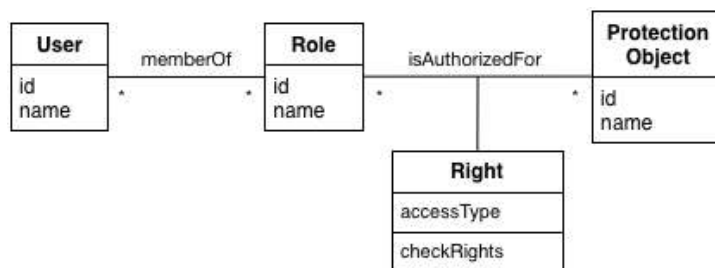 User
id
name
memberOf
*
*
Role
id
name
isAuthorizedFor
*
*
Protection
Object
id
name
Right
accessType
checkRights